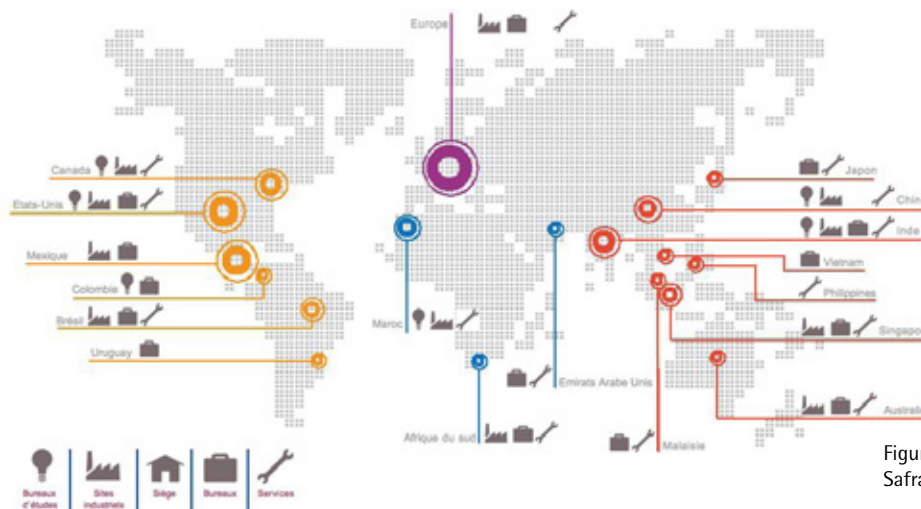 Europe
Canada
Etats-Unis
Mexique
Colombie
Brésil
Uruguay
Maroc
Afrique du sud
Emirats Arabe Unis
Malaisie
Japon
Chin
Inde
Vietnam
Philippines
Singapo
Australi
Bureaux
d'études
Sites
industriels
Siège
Bureaux
Services
Figur
Safra